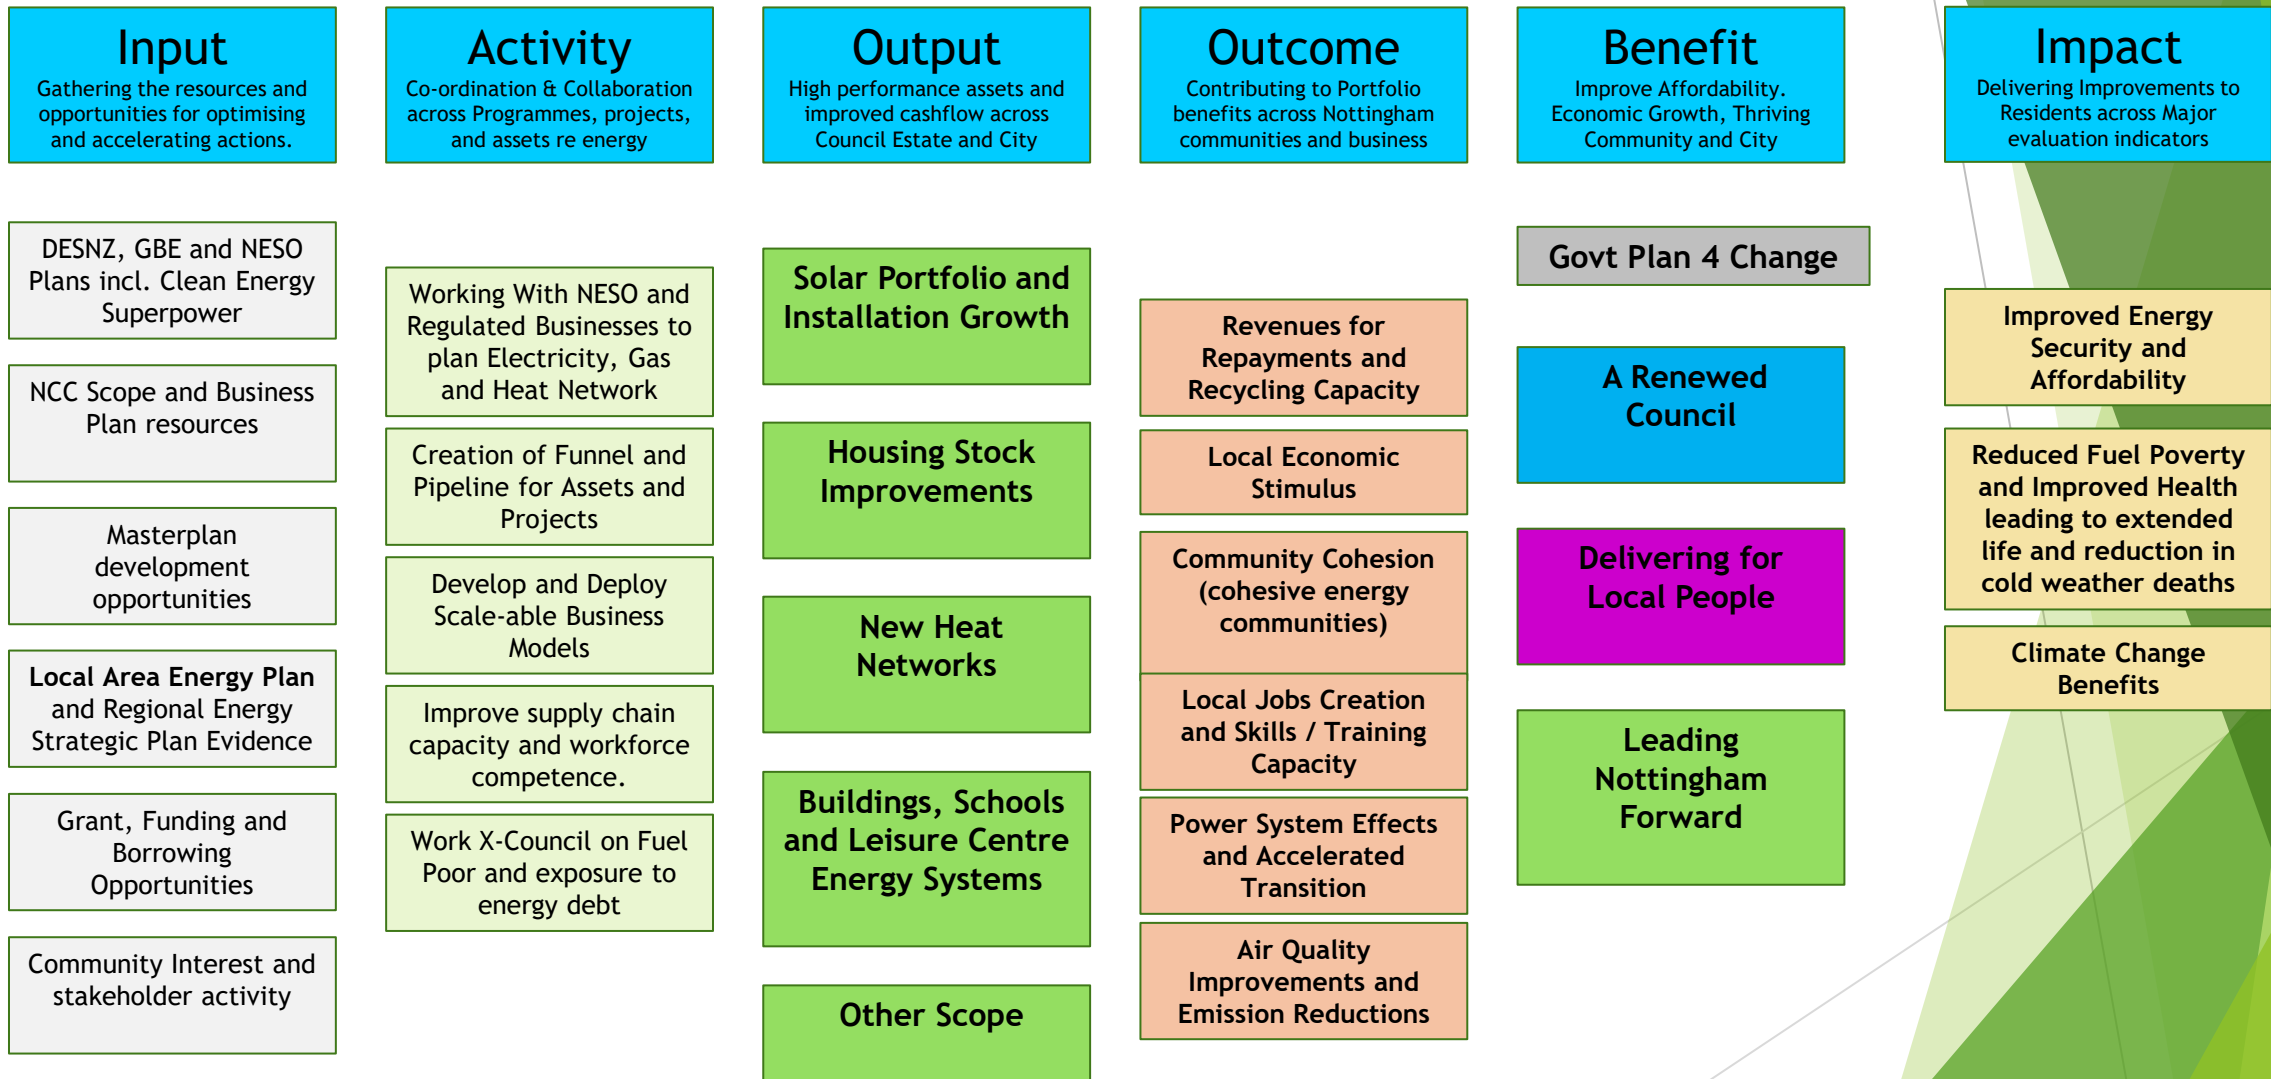 Input
Gathering the resources and
opportunities for optimising
and accelerating actions.
DESNZ, GBE and NESO
Plans incl. Clean Energy
Superpower
NCC Scope and Business
Plan resources
Masterplan
development
opportunities
Local Area Energy Plan
and Regional Energy
Strategic Plan Evidence
Grant, Funding and
Borrowing
Opportunities
Community Interest and
stakeholder activity
Activity
Co-ordination & Collaboration
across Programmes, projects,
and assets re energy
Working With NESO and
Regulated Businesses to
plan Electricity, Gas
and Heat Network
Creation of Funnel and
Pipeline for Assets and
Projects
Develop and Deploy
Scale-able Business
Models
Improve supply chain
capacity and workforce
competence.
Work X-Council on Fuel
Poor and exposure to
energy debt
Output
High performance assets and
improved cashflow across
Council Estate and City
Solar Portfolio and
Installation Growth
Housing Stock
Improvements
New Heat
Networks
Buildings, Schools
and Leisure Centre
Energy Systems
Other Scope
Outcome
Contributing to Portfolio
benefits across Nottingham
communities and business
Revenues for
Repayments and
Recycling Capacity
Local Economic
Stimulus
Community Cohesion
(cohesive energy
communities)
Local Jobs Creation
and Skills / Training
Capacity
Power System Effects
and Accelerated
Transition
Air Quality
Improvements and
Emission Reductions
Benefit
Improve Affordability.
Economic Growth, Thriving
Community and City
Govt Plan 4 Change
A Renewed
Council
Delivering for
Local People
Leading
Nottingham
Forward
Impact
Delivering Improvements to
Residents across Major
evaluation indicators
Improved Energy
Security and
Affordability
Reduced Fuel Poverty
and Improved Health
leading to extended
life and reduction in
cold weather deaths
Climate Change
Benefits